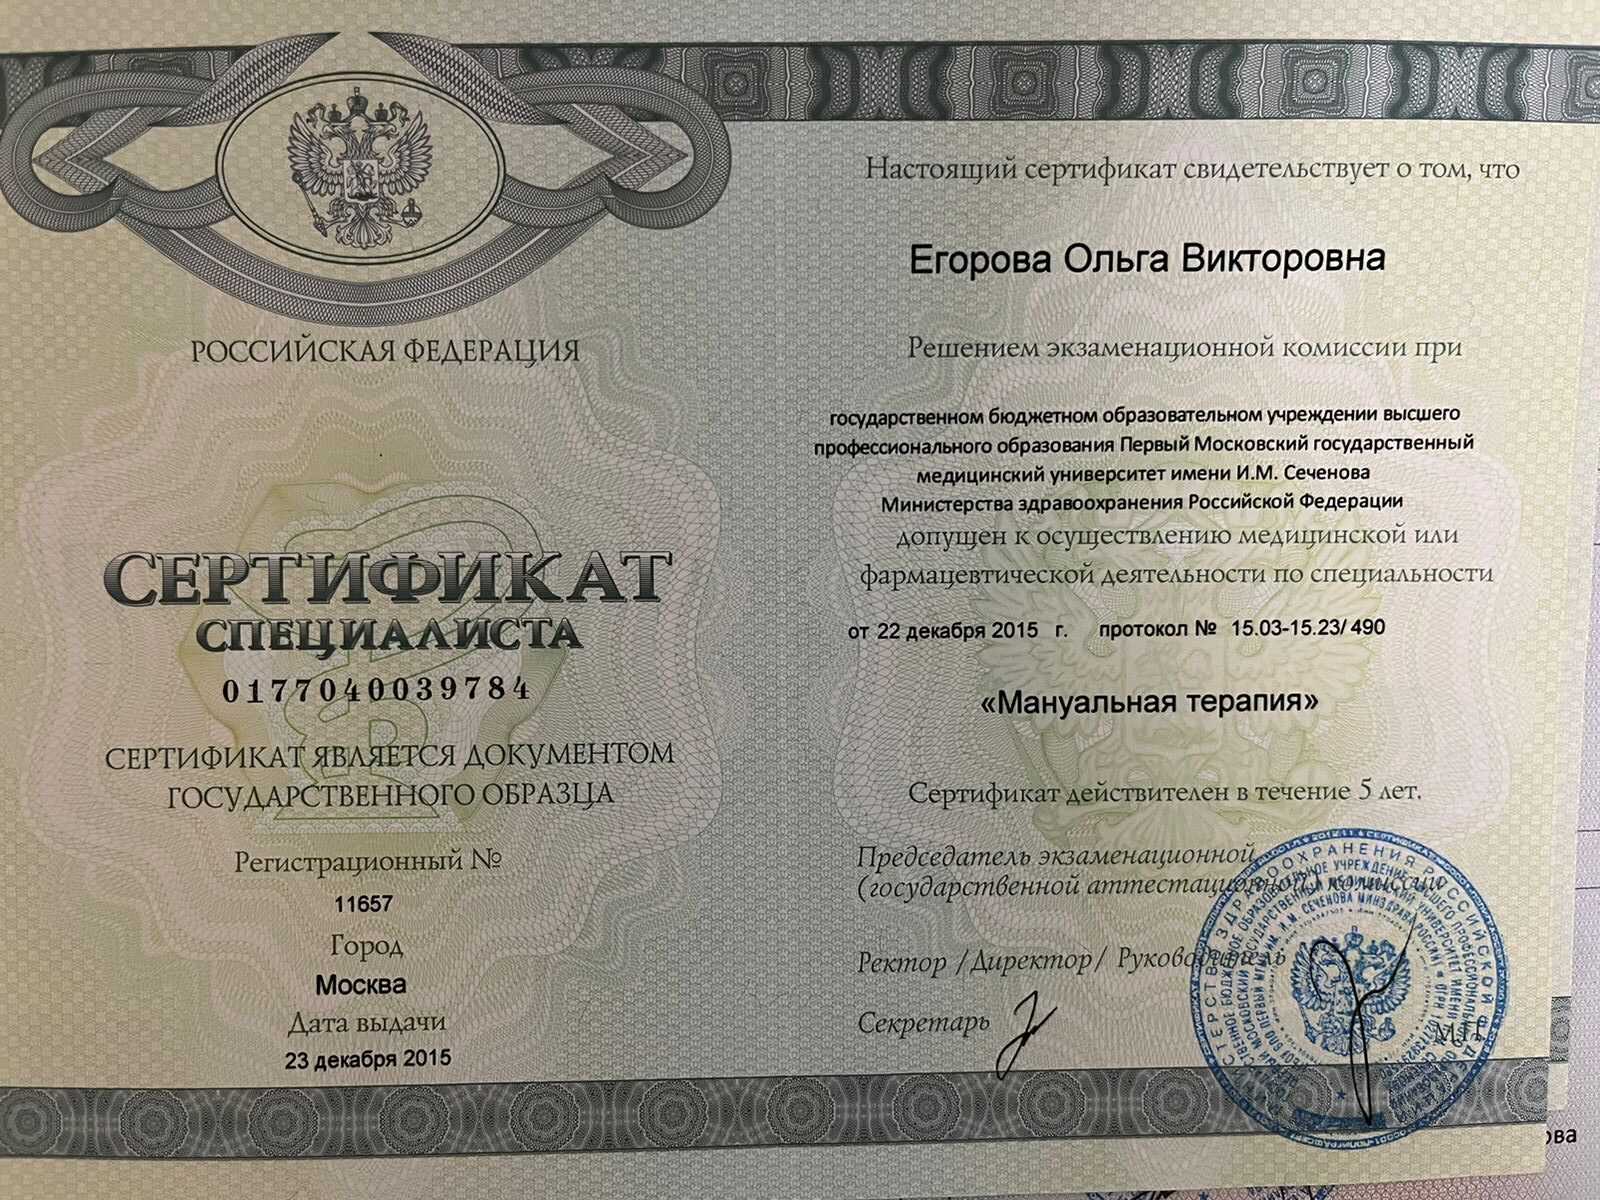 РОССИЙСКАЯ ФЕДЕРАЦИЯ
СЕРТИФИКАТ
СПЕЦИАЛИСТА
0177040039784
СЕРТИФИКАТ ЯВЛЯЕТСЯ ДОКУМЕНТОМ
ГОСУДАРСТВЕННОГО ОБРАЗЦА
Регистрационный №
11657
Город
Москва
Дата выдачи
23 декабря 2015
Настоящий сертификат свидетельствует о том, что
Егорова Ольга Викторовна
Решением экзаменационной комиссии при
государственном бюджетном образовательном учреждении высшего
профессионального образования Первый Московский государственный
медицинский университет имени И.М. Сеченова
Министерства здравоохранения Российской Федерации
допущен к осуществлению медицинской или
фармацевтической деятельности по специальности
от 22 декабря 2015 г. протокол № 15.03-15.23/ 490
«Мануальная терапия»
Сертификат действителен в течение 5 лет.
Председатель экзаменационной
(государственной аттестационной) комиссии
Ректор /Директор/ Руководитель
Секретарь
М.П.
ова